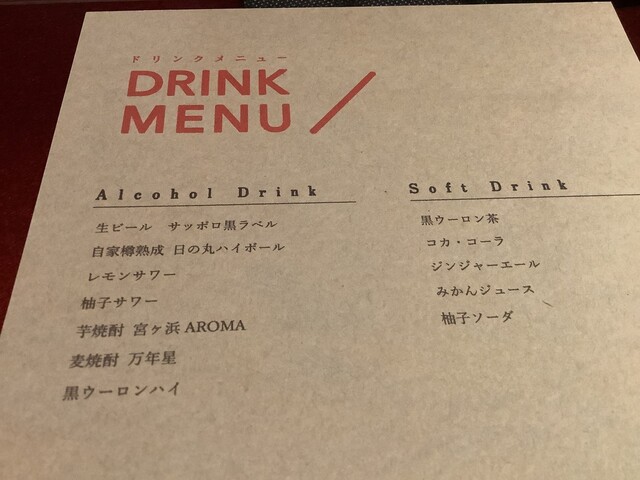 ドリンクメニュー
DRINK
MENU
Alcohol Drink
生ビール サッポロ黒ラベル
自家樽熟成 日の丸ハイボール
レモンサワー
柚子サワー
芋焼酎 宮ヶ浜 AROMA
麦焼酎 万年星
黒ウーロンハイ
Soft Drink
黒ウーロン茶
コカ・コーラ
ジンジャーエール
みかんジュース
柚子ソーダ